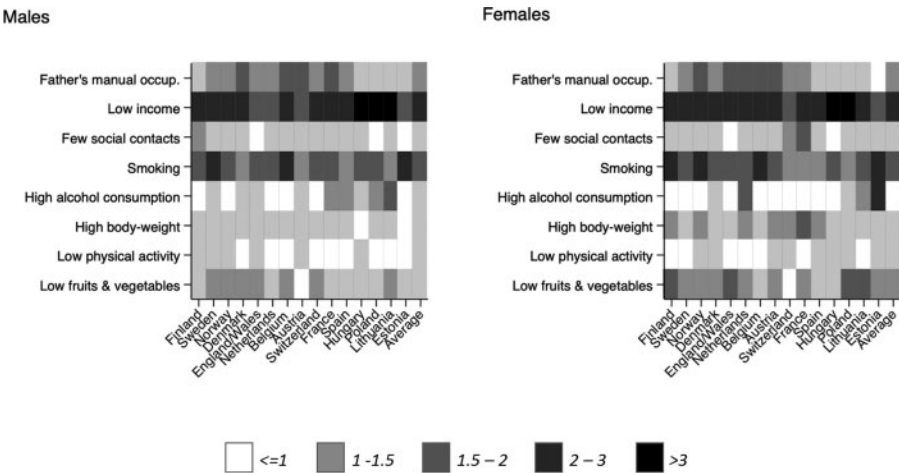 Males
Females
Father's manual occup.
Low income
Few social contacts
Smoking
High alcohol consumption
High body-weight
Low physical activity
Low fruits & vegetables
Finland
Sweden
Norway
Denmark
England/Wales
Netherlands
Belgium
Austria
Switzerland
France
Spain
Hungary
Poland
Lithuania
Estonia
Average
Father's manual occup.
Low income
Few social contacts
Smoking
High alcohol consumption
High body-weight
Low physical activity
Low fruits & vegetables
Finland
Sweden
Norway
Denmark
England/Wales
Netherlands
Belgium
Austria
Switzerland
France
Spain
Hungary
Poland
Lithuania
Estonia
Average
<=1 1 -1.5 1.5 – 2 2 – 3 >3